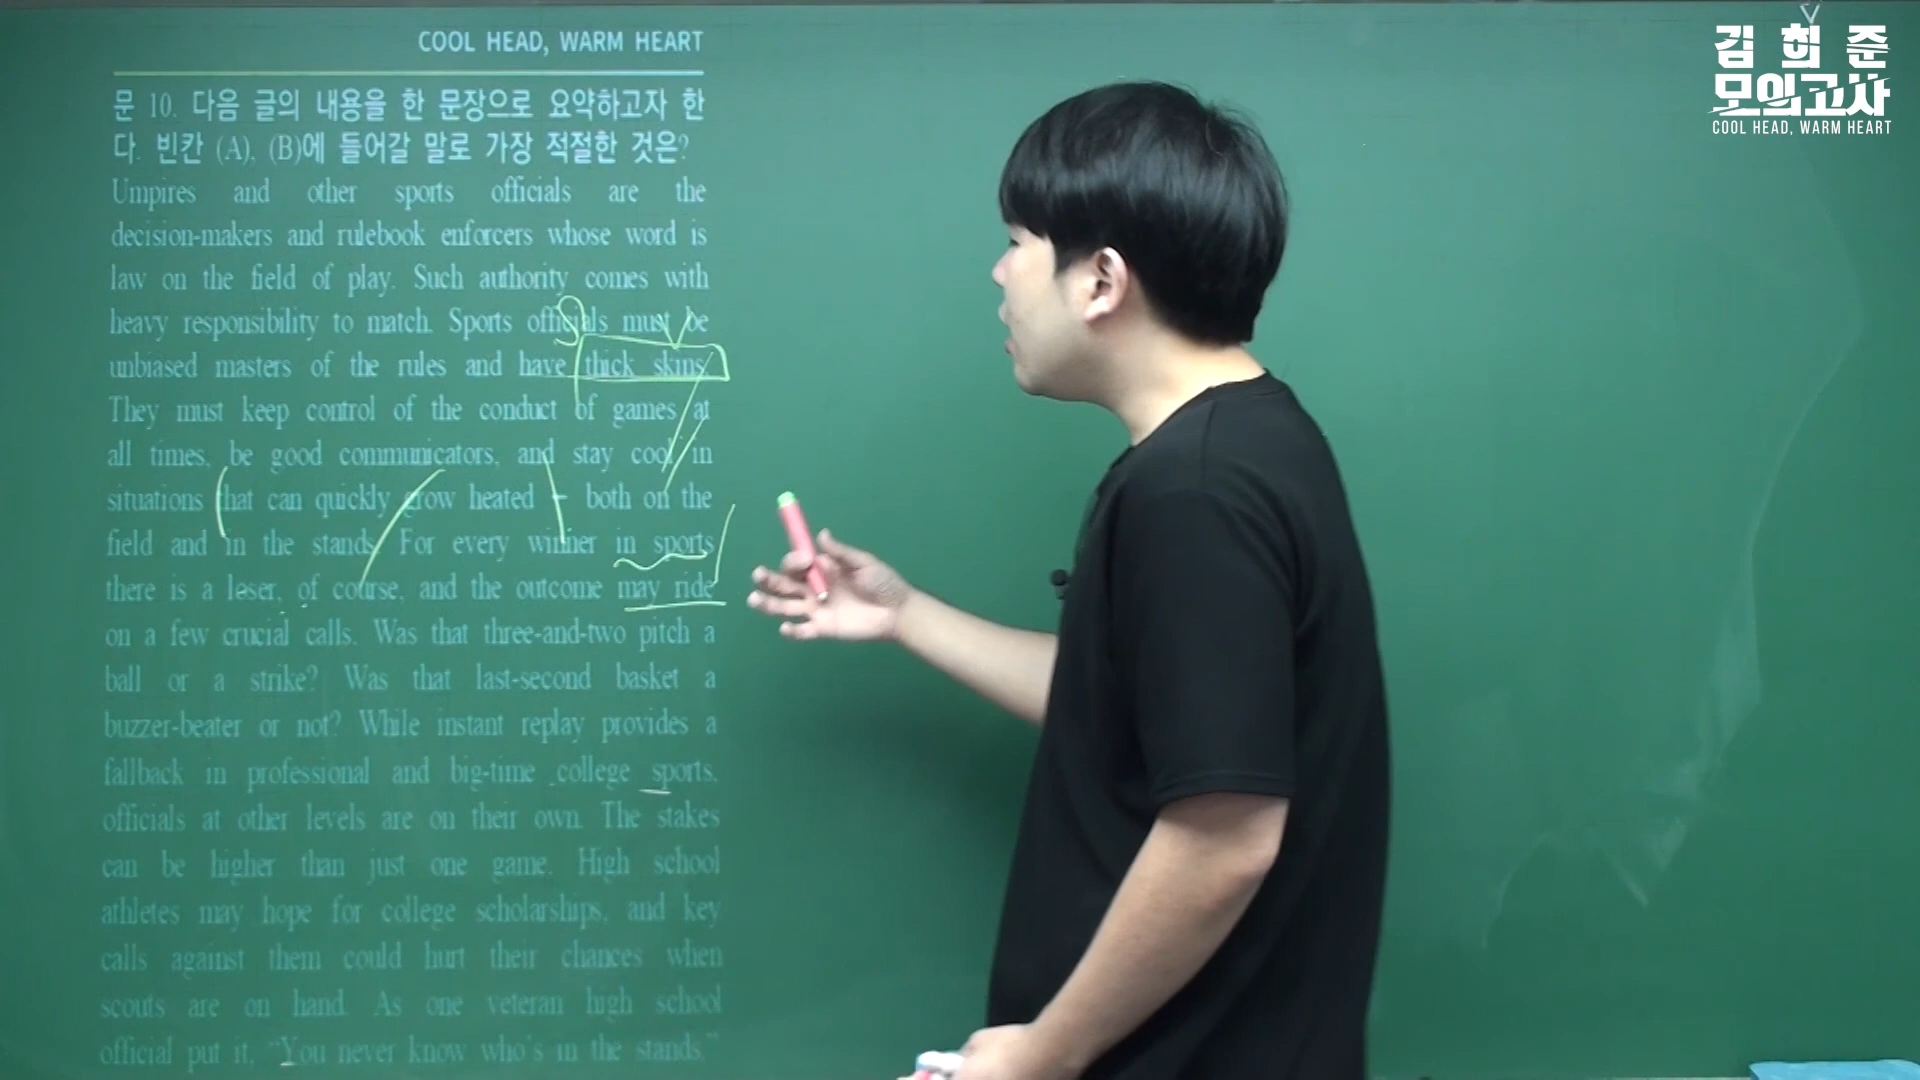 COOL HEAD, WARM HEART
문 10. 다음 글의 내용을 한 문장으로 요약하고자 한
다. 빈칸 (A), (B)에 들어갈 말로 가장 적절한 것은?
Umpires and other sports officials are the
decision-makers and rulebook enforcers whose word is
law on the field of play. Such authority comes with
heavy responsibility to match. Sports officials must be
unbiased masters of the rules and have thick skins.
They must keep control of the conduct of games at
all times, be good communicators, and stay cool in
situations that can quickly grow heated - both on the
field and in the stands. For every winner in sports
there is a loser, of course, and the outcome may ride
on a few crucial calls. Was that three-and-two pitch a
ball or a strike? Was that last-second basket a
buzzer-beater or not? While instant replay provides a
fallback in professional and big-time college sports,
officials at other levels are on their own. The stakes
can be higher than just one game. High school
athletes may hope for college scholarships, and key
calls against them could hurt their chances when
scouts are on hand. As one veteran high school
official put it, "You never know who's in the stands."
김희준
모의고사
COOL HEAD, WARM HEART